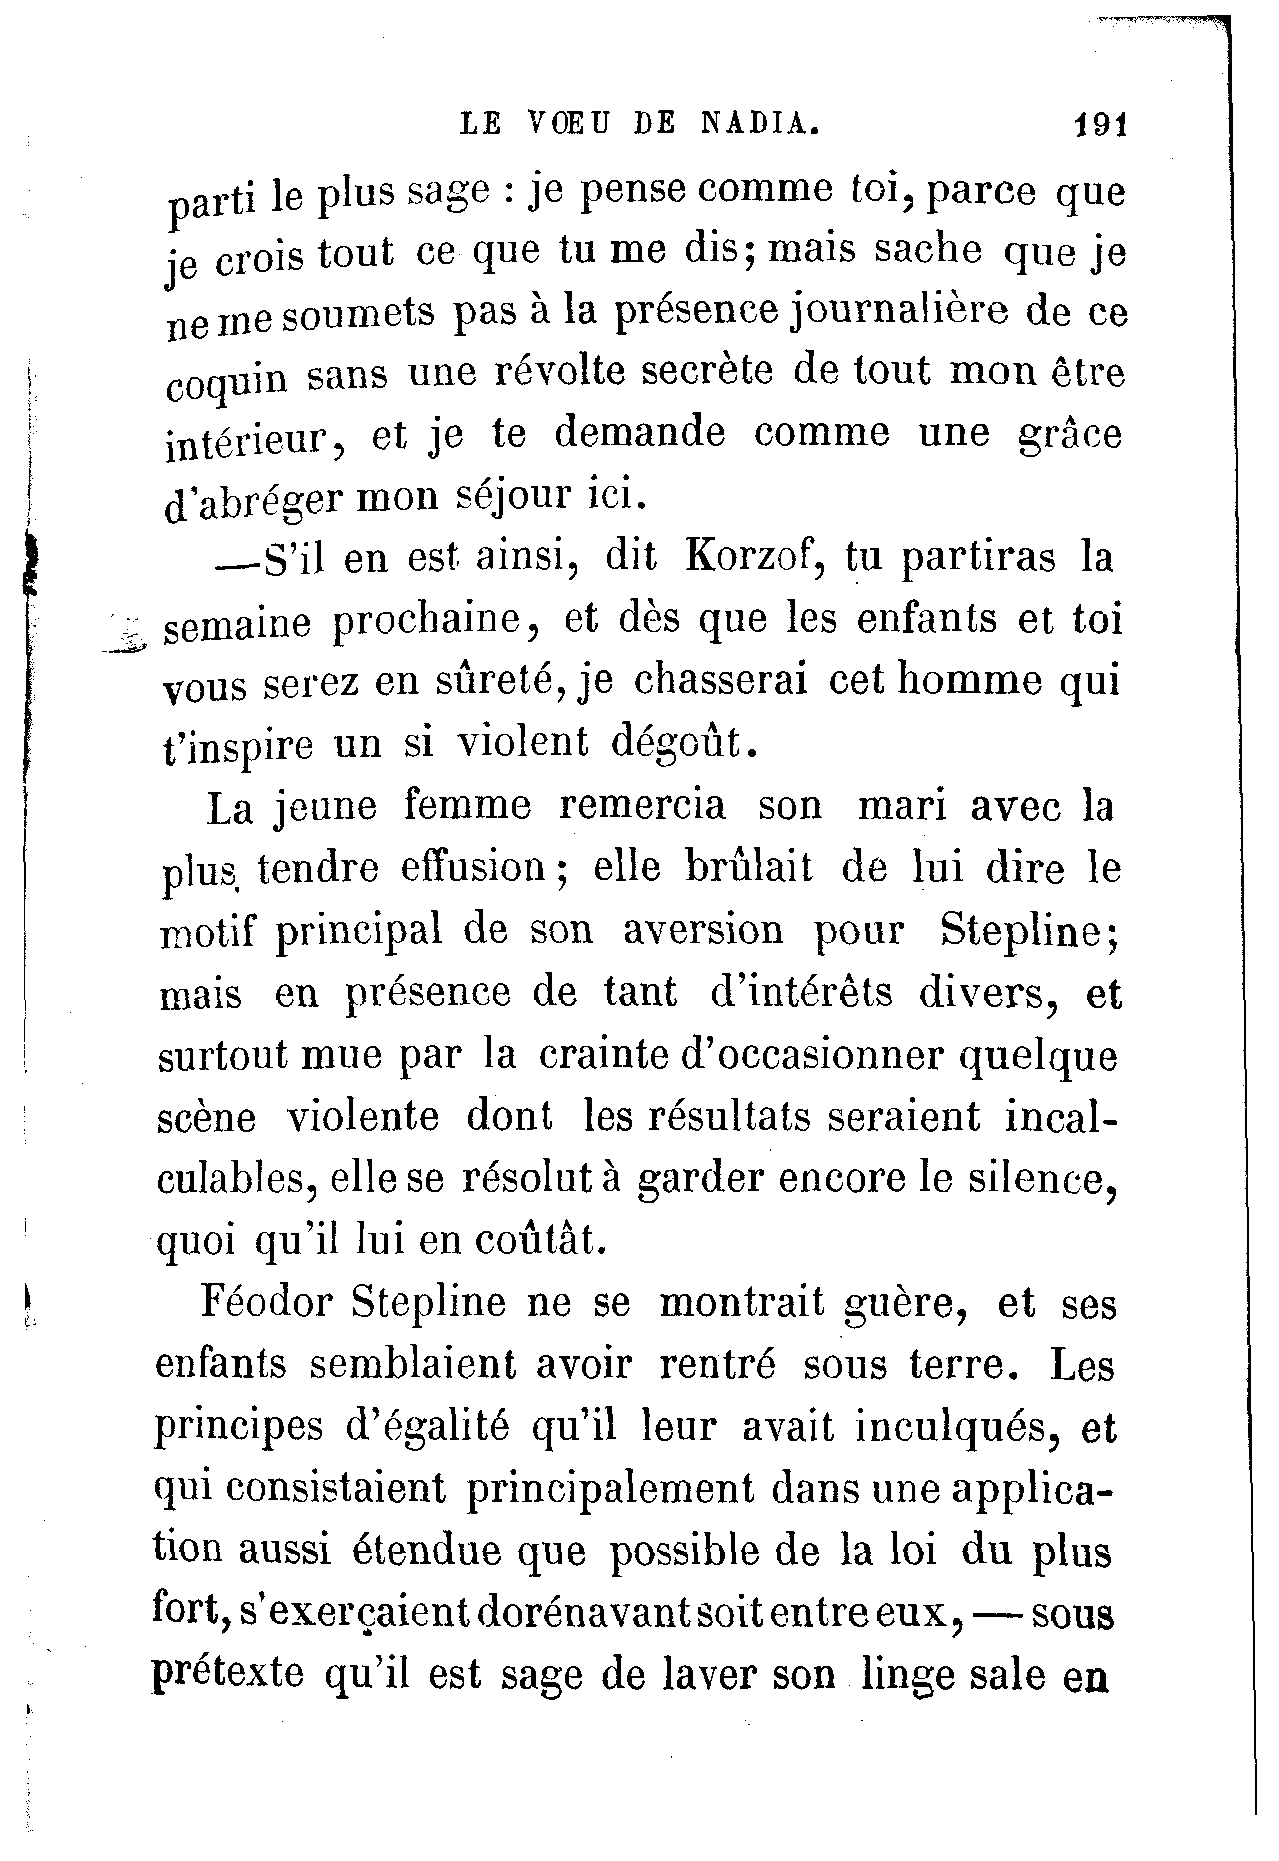 LE VŒU DE NADIA. 191
parti le plus sage : je pense comme toi, parce que
je crois tout ce que tu me dis; mais sache que je
ne me soumets pas à la présence journalière de ce
coquin sans une révolte secrète de tout mon être
intérieur, et je te demande comme une grâce
d'abréger mon séjour ici.
—S'il en est ainsi, dit Korzof, tu partiras la
semaine prochaine, et dès que les enfants et toi
vous serez en sûreté, je chasserai cet homme qui
t'inspire un si violent dégoût.
La jeune femme remercia son mari avec la
plus tendre effusion; elle brûlait de lui dire le
motif principal de son aversion pour Stepline;
mais en présence de tant d'intérêts divers, et
surtout mue par la crainte d'occasionner quelque
scène violente dont les résultats seraient incal-
culables, elle se résolut à garder encore le silence,
quoi qu'il lui en coûtât.
Féodor Stepline ne se montrait guère, et ses
enfants semblaient avoir rentré sous terre. Les
principes d'égalité qu'il leur avait inculqués, et
qui consistaient principalement dans une applica-
tion aussi étendue que possible de la loi du plus
fort, s'exerçaient dorénavant soit entre eux, — sous
prétexte qu'il est sage de laver son linge sale en